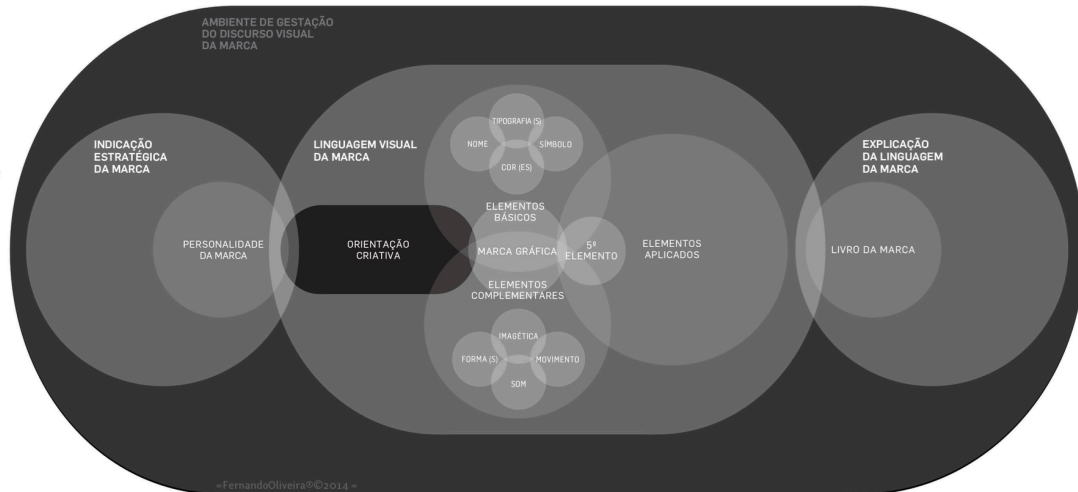 AMBIENTE DE GESTAÇÃO
DO DISCURSO VISUAL
DA MARCA
INDICAÇÃO
ESTRATÉGICA
DA MARCA
PERSONALIDADE
DA MARCA
LINGUAGEM VISUAL
DA MARCA
ORIENTAÇÃO
CRIATIVA
TIPOGRAFIA (S)
NOME
SÍMBOLO
COR (ES)
ELEMENTOS
BÁSICOS
MARCA GRÁFICA
5º
ELEMENTO
ELEMENTOS
COMPLEMENTARES
IMAGÉTICA
FORMA (S)
MOVIMENTO
SOM
ELEMENTOS
APLICADOS
EXPLICAÇÃO
DA LINGUAGEM
DA MARCA
LIVRO DA MARCA
=FernandoOliveira®©2014 =